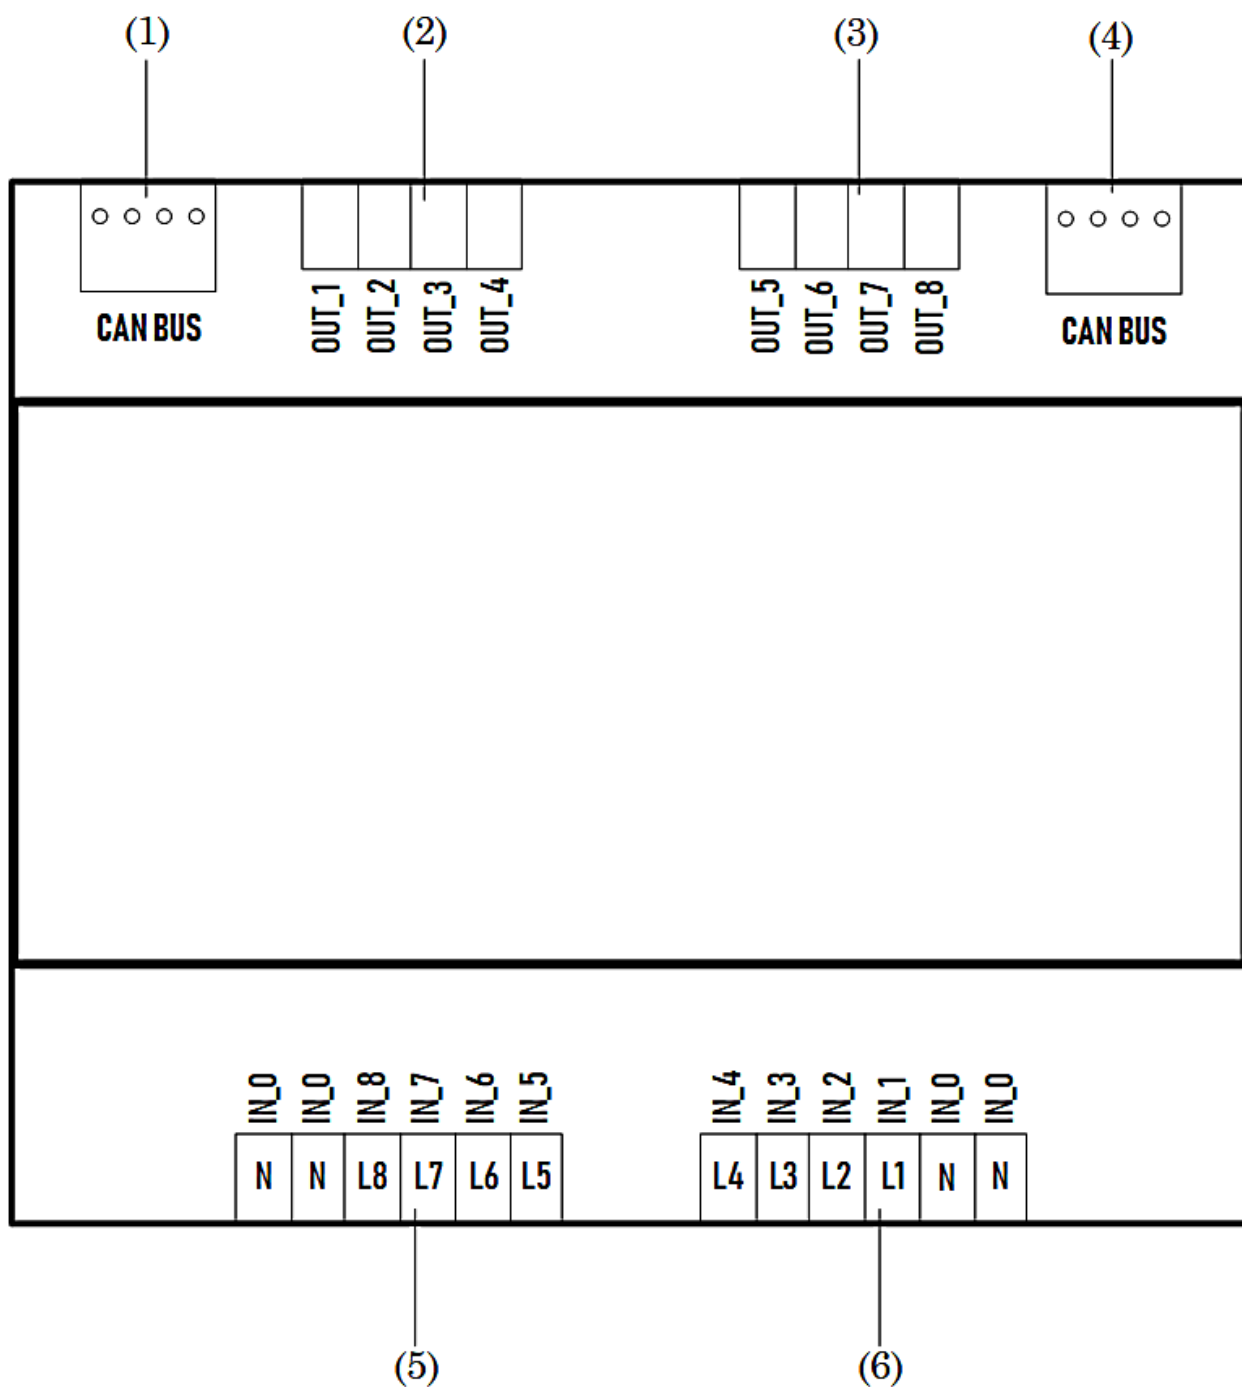 (1) (2) (3) (4)
OUT_1 OUT_2 OUT_3 OUT_4 OUT_5 OUT_6 OUT_7 OUT_8
CAN BUS CAN BUS
IN_0 IN_0 IN_8 IN_7 IN_6 IN_5 IN_4 IN_3 IN_2 IN_1 IN_0 IN_0
N N L8 L7 L6 L5 L4 L3 L2 L1 N N
(5) (6)